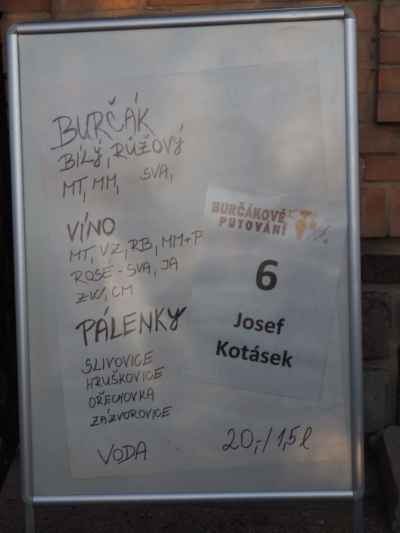 BURČÁK
BÍLÝ, RŮŽOVÝ
MT, MM, SVA,
VÍNO
MT, VZ, RB, MM+P
ROSÉ - SVA, JA
ZW, CM
PÁLENKY
SLIVOVICE
HRUŠKOVICE
OŘECHOVKA
ZÁZVOROVICE
VODA 20,-/1,5l
BURČÁKOVÉ
PUTOVÁNÍ
6
Josef
Kotásek